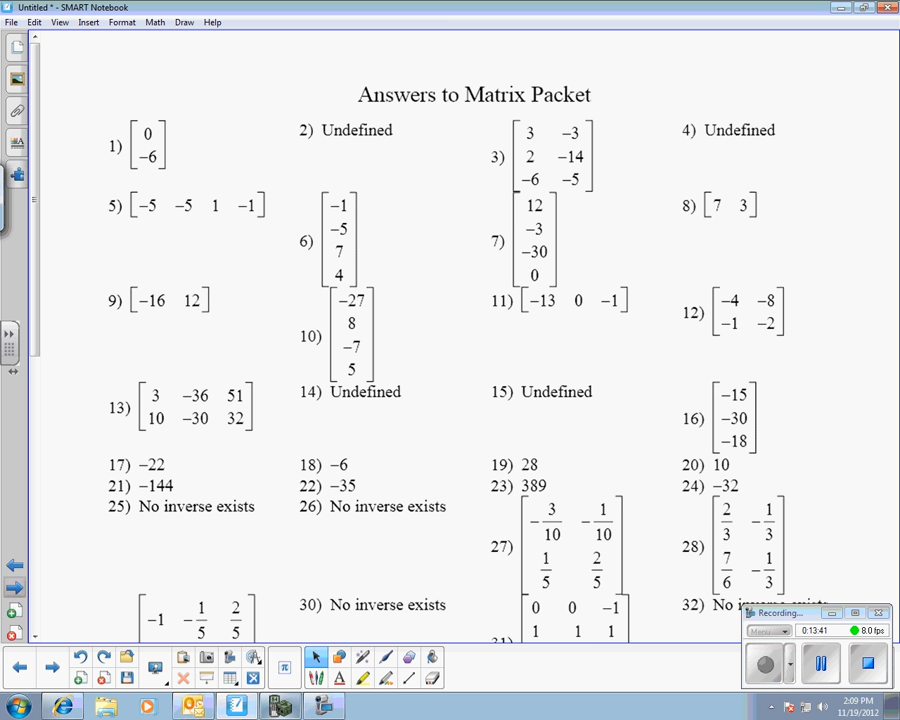 Untitled * - SMART Notebook
File Edit View Insert Format Math Draw Help
Answers to Matrix Packet
1) [0
−6]
2) Undefined
3) [3 −3
2 −14
−6 −5]
4) Undefined
5) [−5 −5 1 −1]
6) [−1
−5
7
4]
7) [12
−3
−30
0]
8) [7 3]
9) [−16 12]
10) [−27
8
−7
5]
11) [−13 0 −1]
12) [−4 −8
−1 −2]
13) [3 −36 51
10 −30 32]
14) Undefined
15) Undefined
16) [−15
−30
−18]
17) −22
18) −6
19) 28
20) 10
21) −144
22) −35
23) 389
24) −32
25) No inverse exists
26) No inverse exists
27) [−3/10 −1/10
1/5 2/5]
28) [2/3 −1/3
7/6 −1/3]
[−1 −1/5 2/5]
30) No inverse exists
31) [0 0 −1
1 1 1]
32) No inverse exists
Recording...
Menu
0:13:41
8.0 fps
2:09 PM
11/19/2012